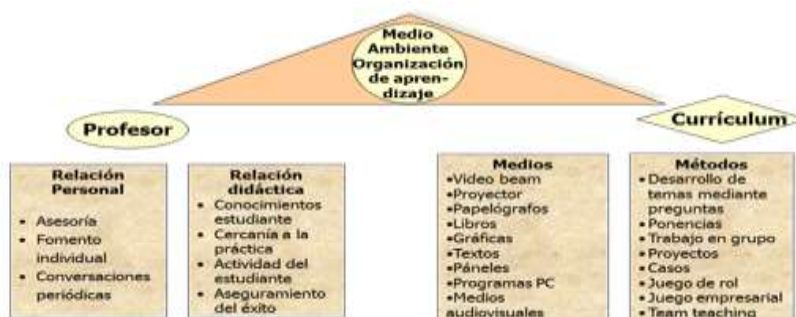 Medio
Ambiente
Organización
de apren-
dizaje
Profesor
Currículum
Relación
Personal
• Asesoría
• Fomento
individual
• Conversaciones
periódicas
Relación
didáctica
• Conocimientos
estudiante
• Cercanía a la
práctica
• Actividad del
estudiante
• Aseguramiento
del éxito
Medios
•Video beam
•Proyector
•Papelógrafos
•Libros
•Gráficas
•Textos
•Páneles
•Programas PC
•Medios
audiovisuales
Métodos
• Desarrollo de
temas mediante
preguntas
• Ponencias
• Trabajo en grupo
• Proyectos
• Casos
• Juego de rol
• Juego empresarial
• Team teaching